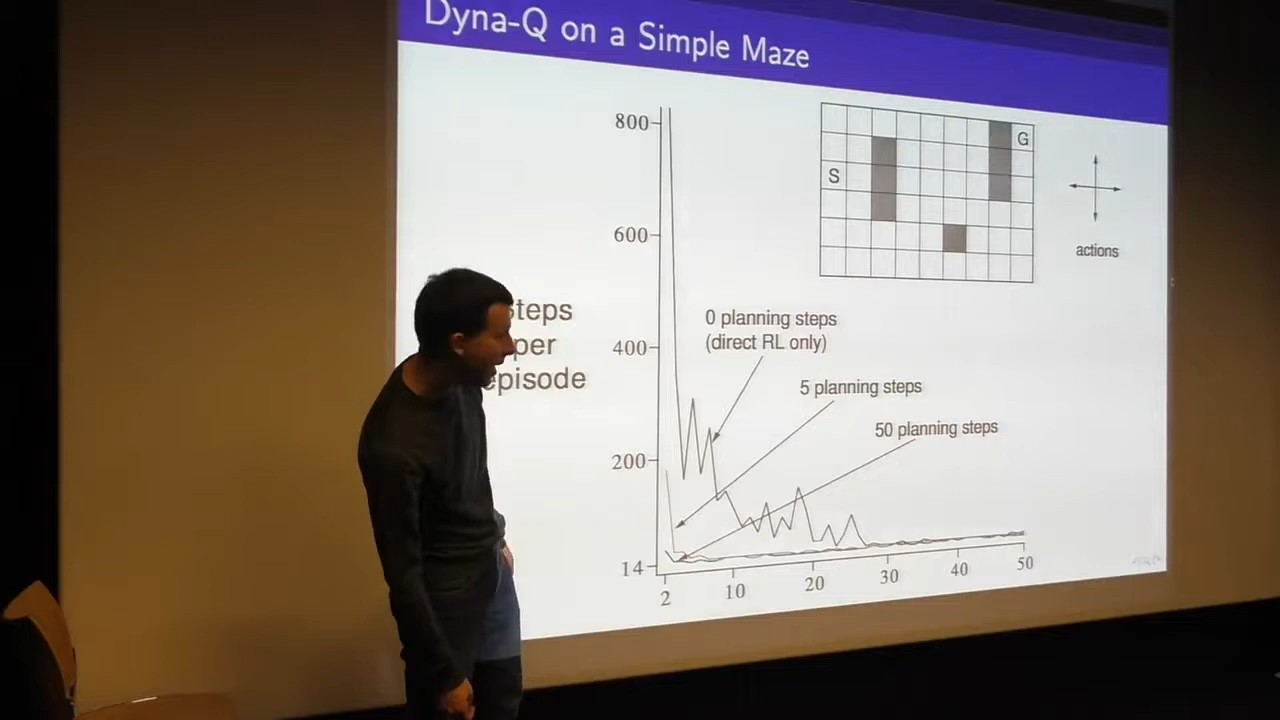 Dyna-Q on a Simple Maze
800
600
400
200
14
2
10
20
30
40
50
steps
per
episode
0 planning steps
(direct RL only)
5 planning steps
50 planning steps
S
G
actions